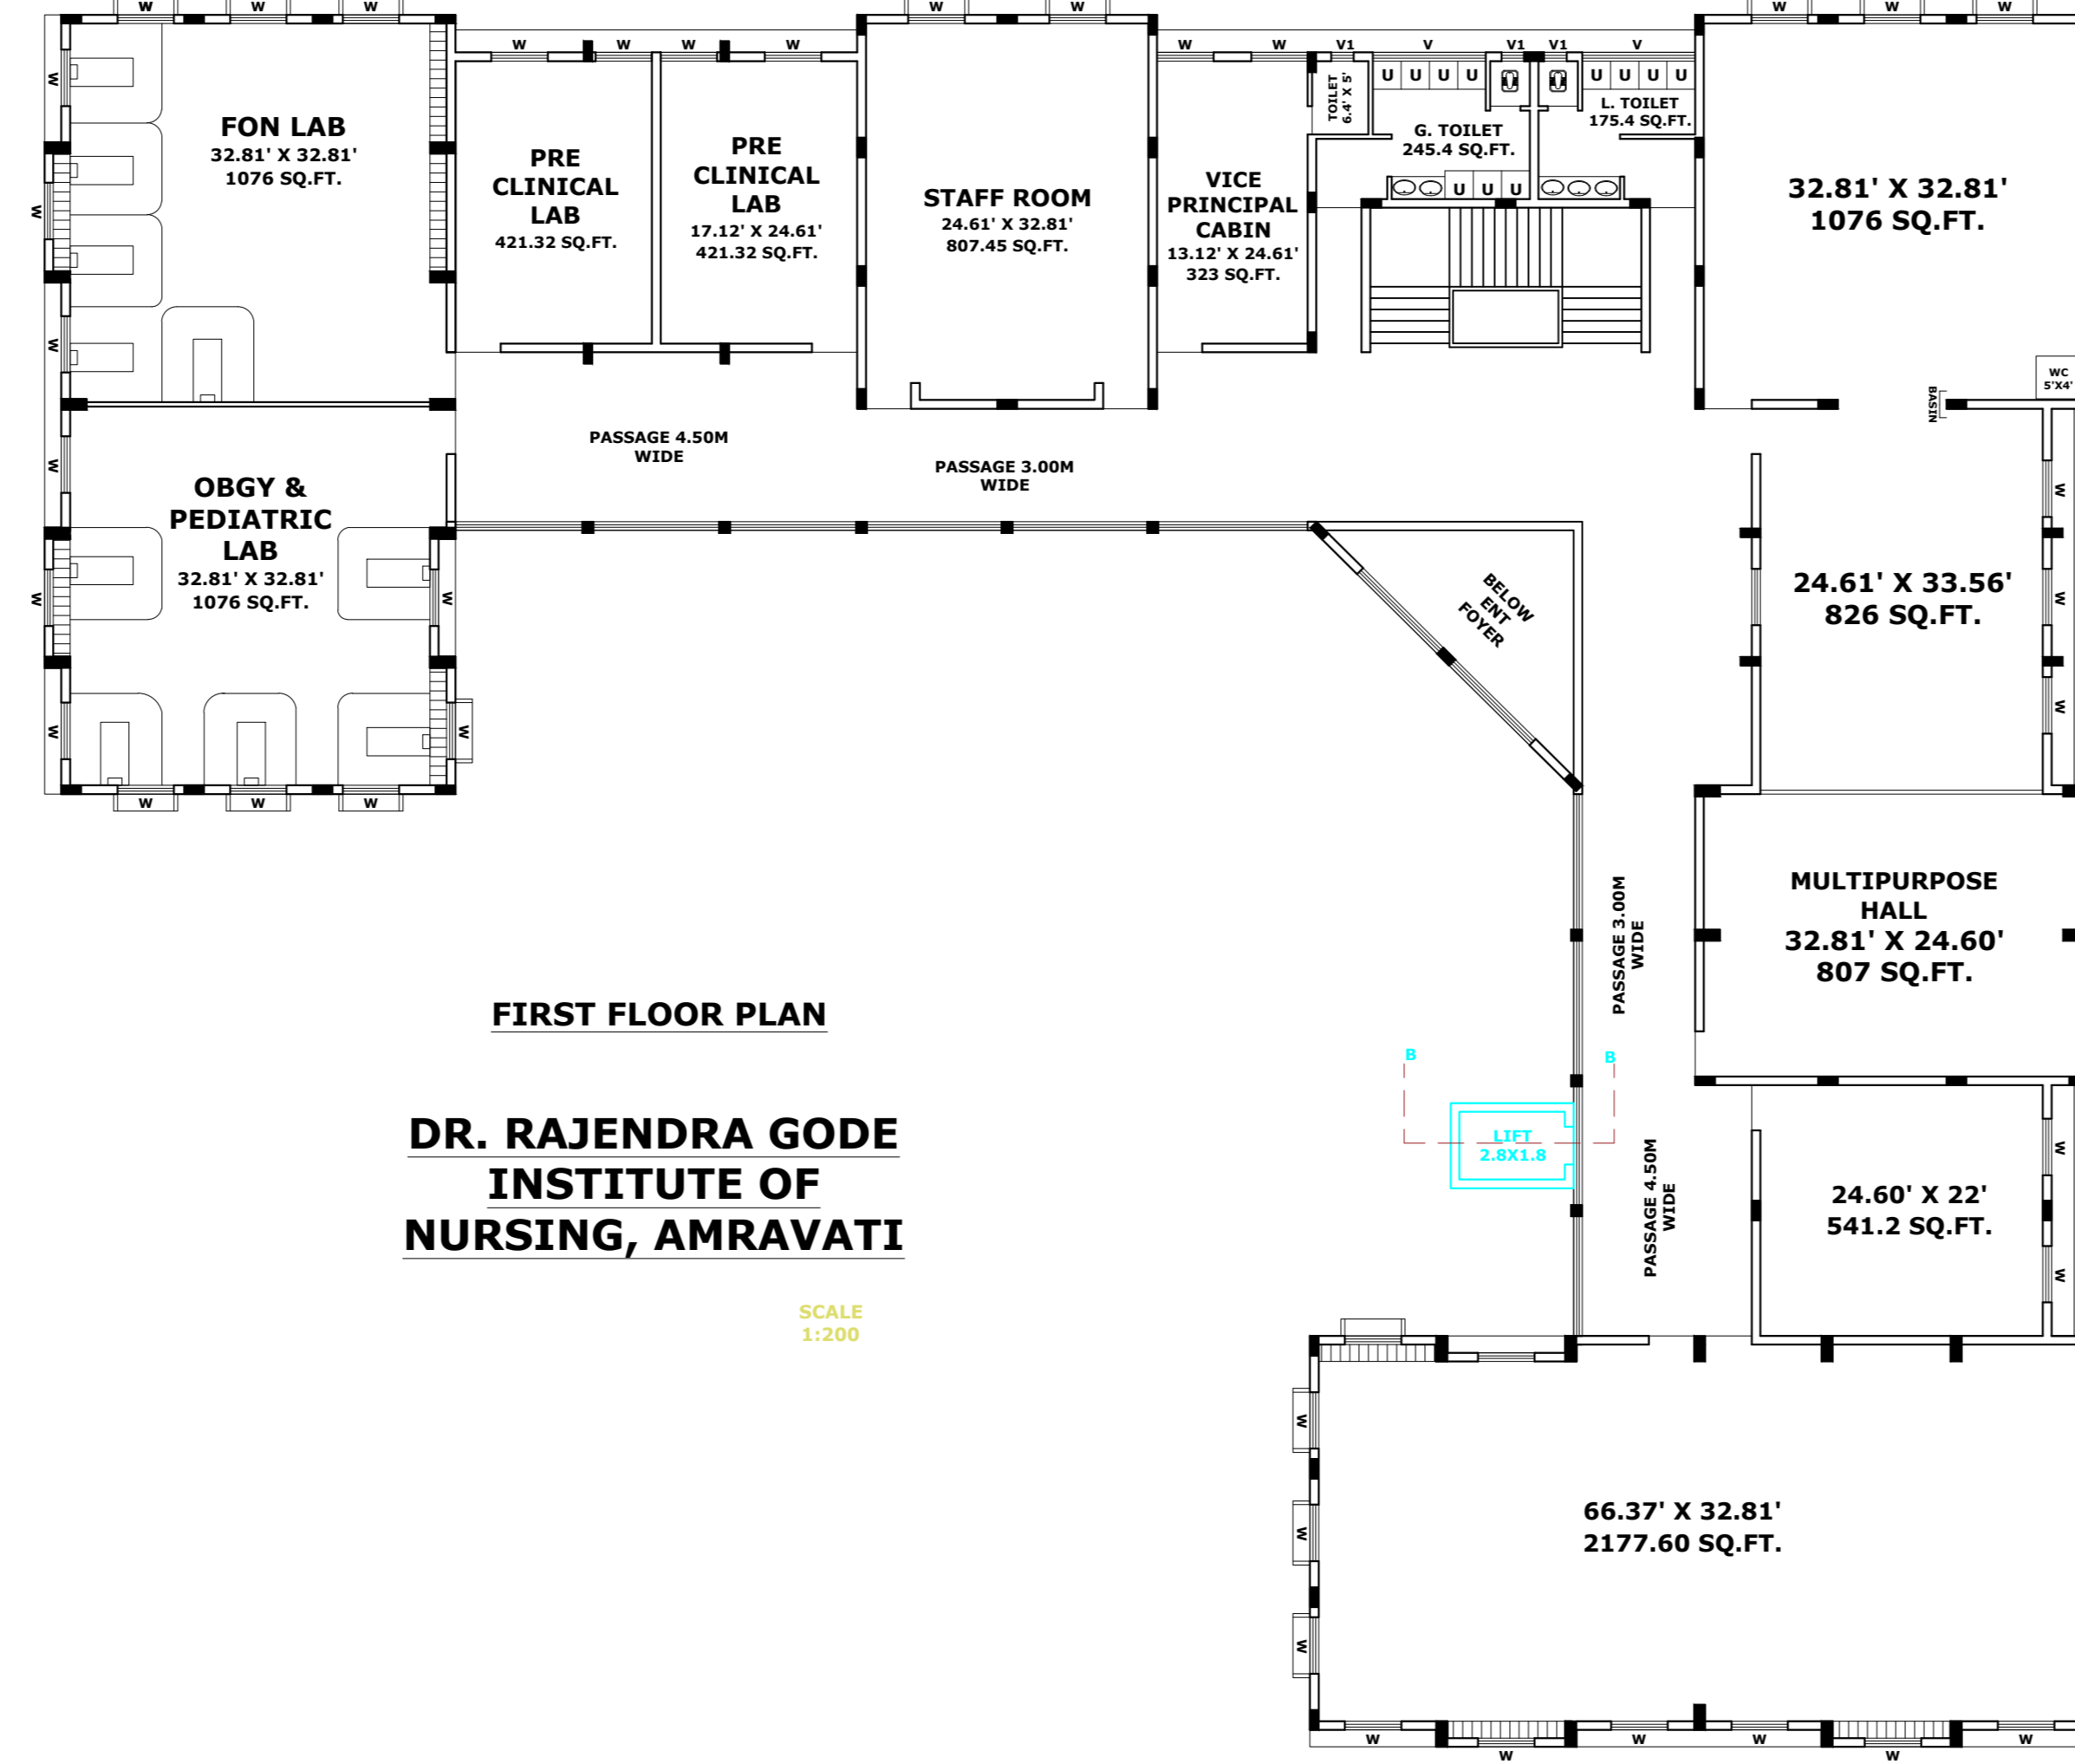 W
W
W
W
W
W
W
W
W
W
W
W
W
W
V1
V
V1
V1
V
W
FON LAB
32.81' X 32.81'
1076 SQ.FT.
W
W
PRE
CLINICAL
LAB
421.32 SQ.FT.
PRE
CLINICAL
LAB
17.12' X 24.61'
421.32 SQ.FT.
STAFF ROOM
24.61' X 32.81'
807.45 SQ.FT.
VICE
PRINCIPAL
CABIN
13.12' X 24.61'
323 SQ.FT.
TOILET
6.4' X 5'
U U U U
G. TOILET
245.4 SQ.FT.
U U U
U U U U
L. TOILET
175.4 SQ.FT.
32.81' X 32.81'
1076 SQ.FT.
WC
5'X4'
BASIN
PASSAGE 4.50M
WIDE
PASSAGE 3.00M
WIDE
W
OBGY &
PEDIATRIC
LAB
32.81' X 32.81'
1076 SQ.FT.
W
W
W
W
W
W
W
BELOW
ENT
FOYER
24.61' X 33.56'
826 SQ.FT.
W
W
W
MULTIPURPOSE
HALL
32.81' X 24.60'
807 SQ.FT.
PASSAGE 3.00M
WIDE
FIRST FLOOR PLAN
B
B
LIFT
2.8X1.8
DR. RAJENDRA GODE
INSTITUTE OF
NURSING, AMRAVATI
PASSAGE 4.50M
WIDE
24.60' X 22'
541.2 SQ.FT.
W
W
SCALE
1:200
W
W
W
66.37' X 32.81'
2177.60 SQ.FT.
W
W
W
W
W
W